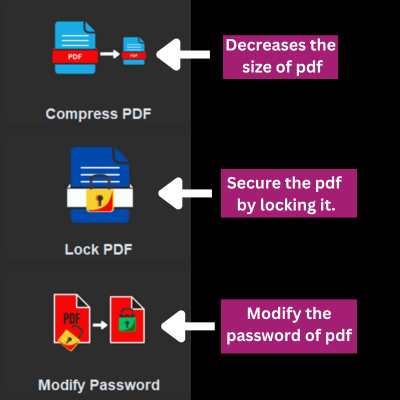 PDF
PDF
Decreases the
size of pdf
Compress PDF
Secure the pdf
by locking it.
Lock PDF
PDF
Modify the
password of pdf
Modify Password